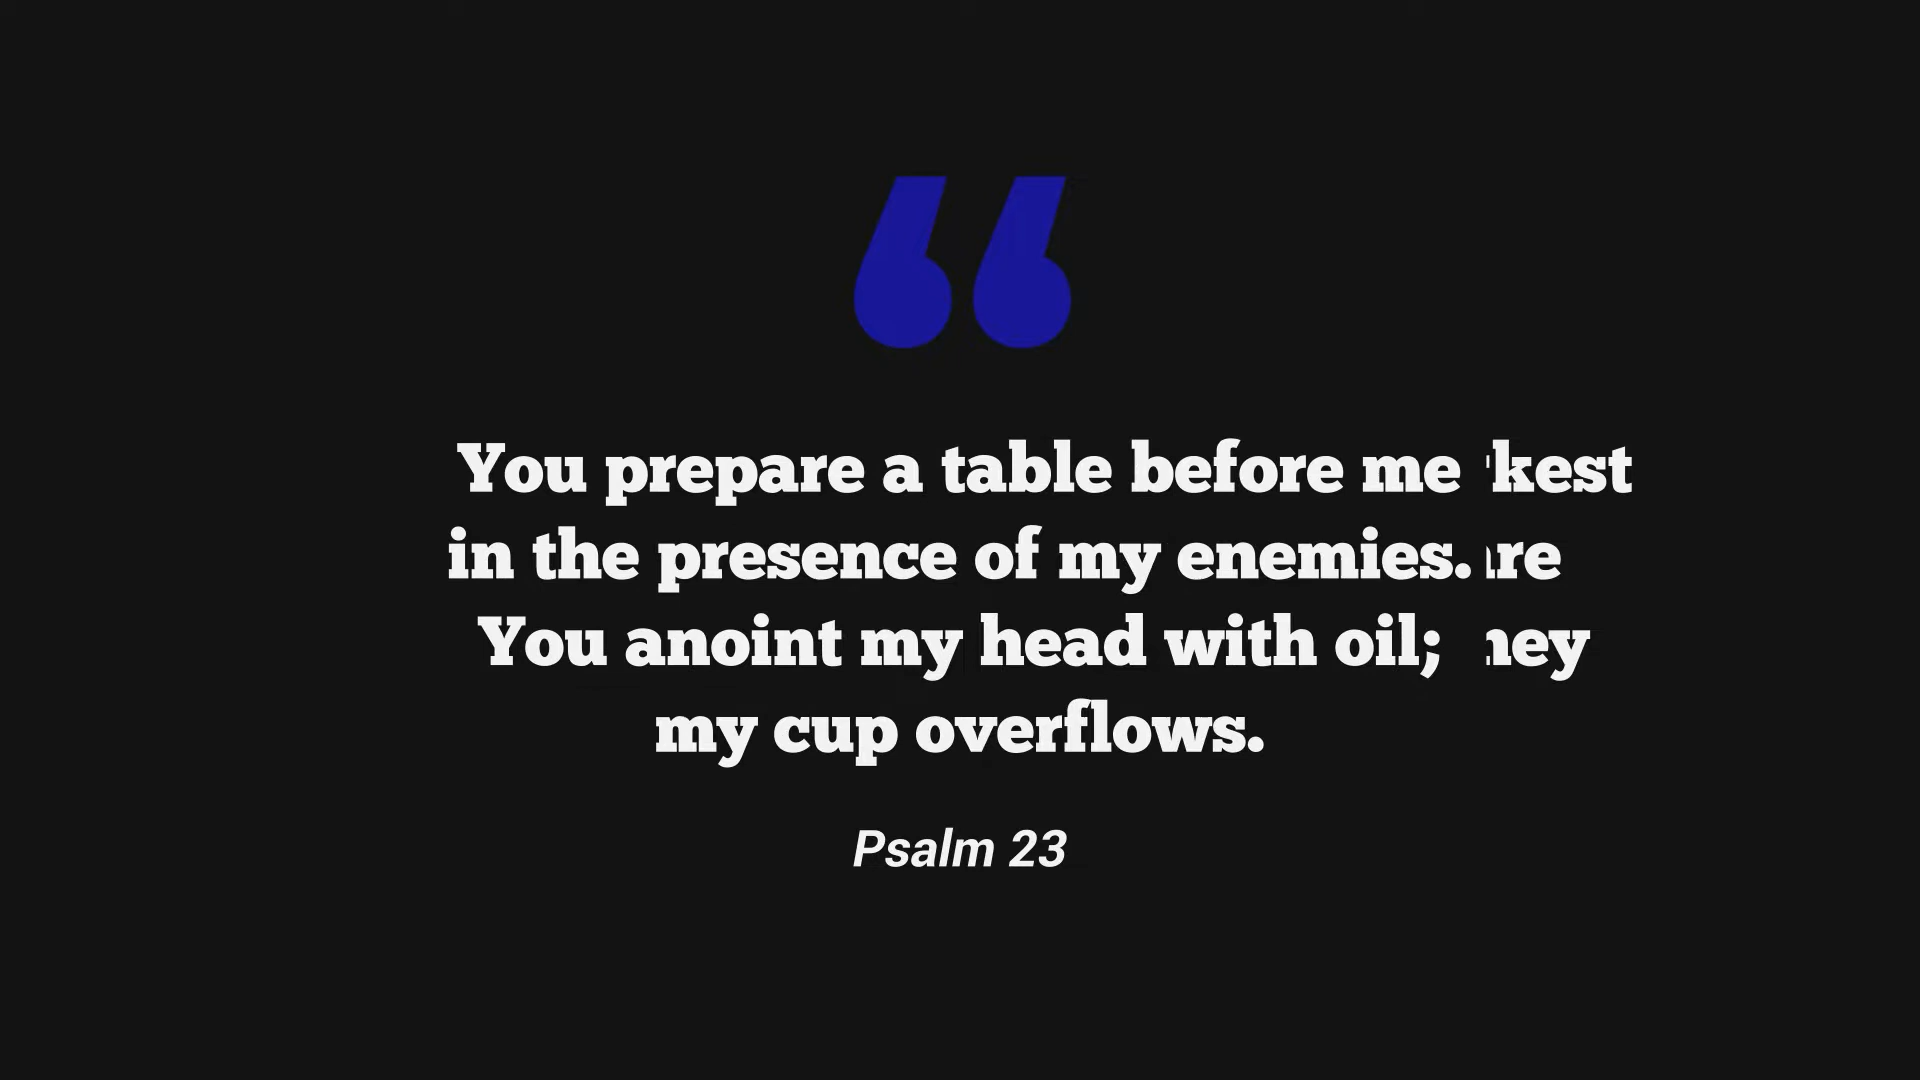 You prepare a table before me kest
in the presence of my enemies. re
You anoint my head with oil; hey
my cup overflows.
Psalm 23